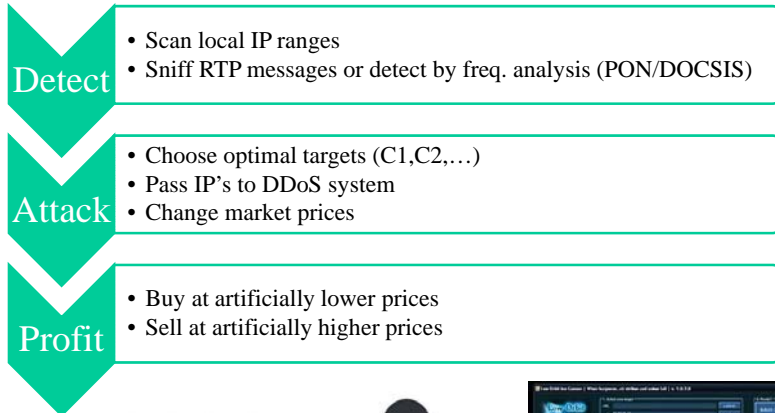 Detect
• Scan local IP ranges
• Sniff RTP messages or detect by freq. analysis (PON/DOCSIS)
Attack
• Choose optimal targets (C1,C2,…)
• Pass IP's to DDoS system
• Change market prices
Profit
• Buy at artificially lower prices
• Sell at artificially higher prices